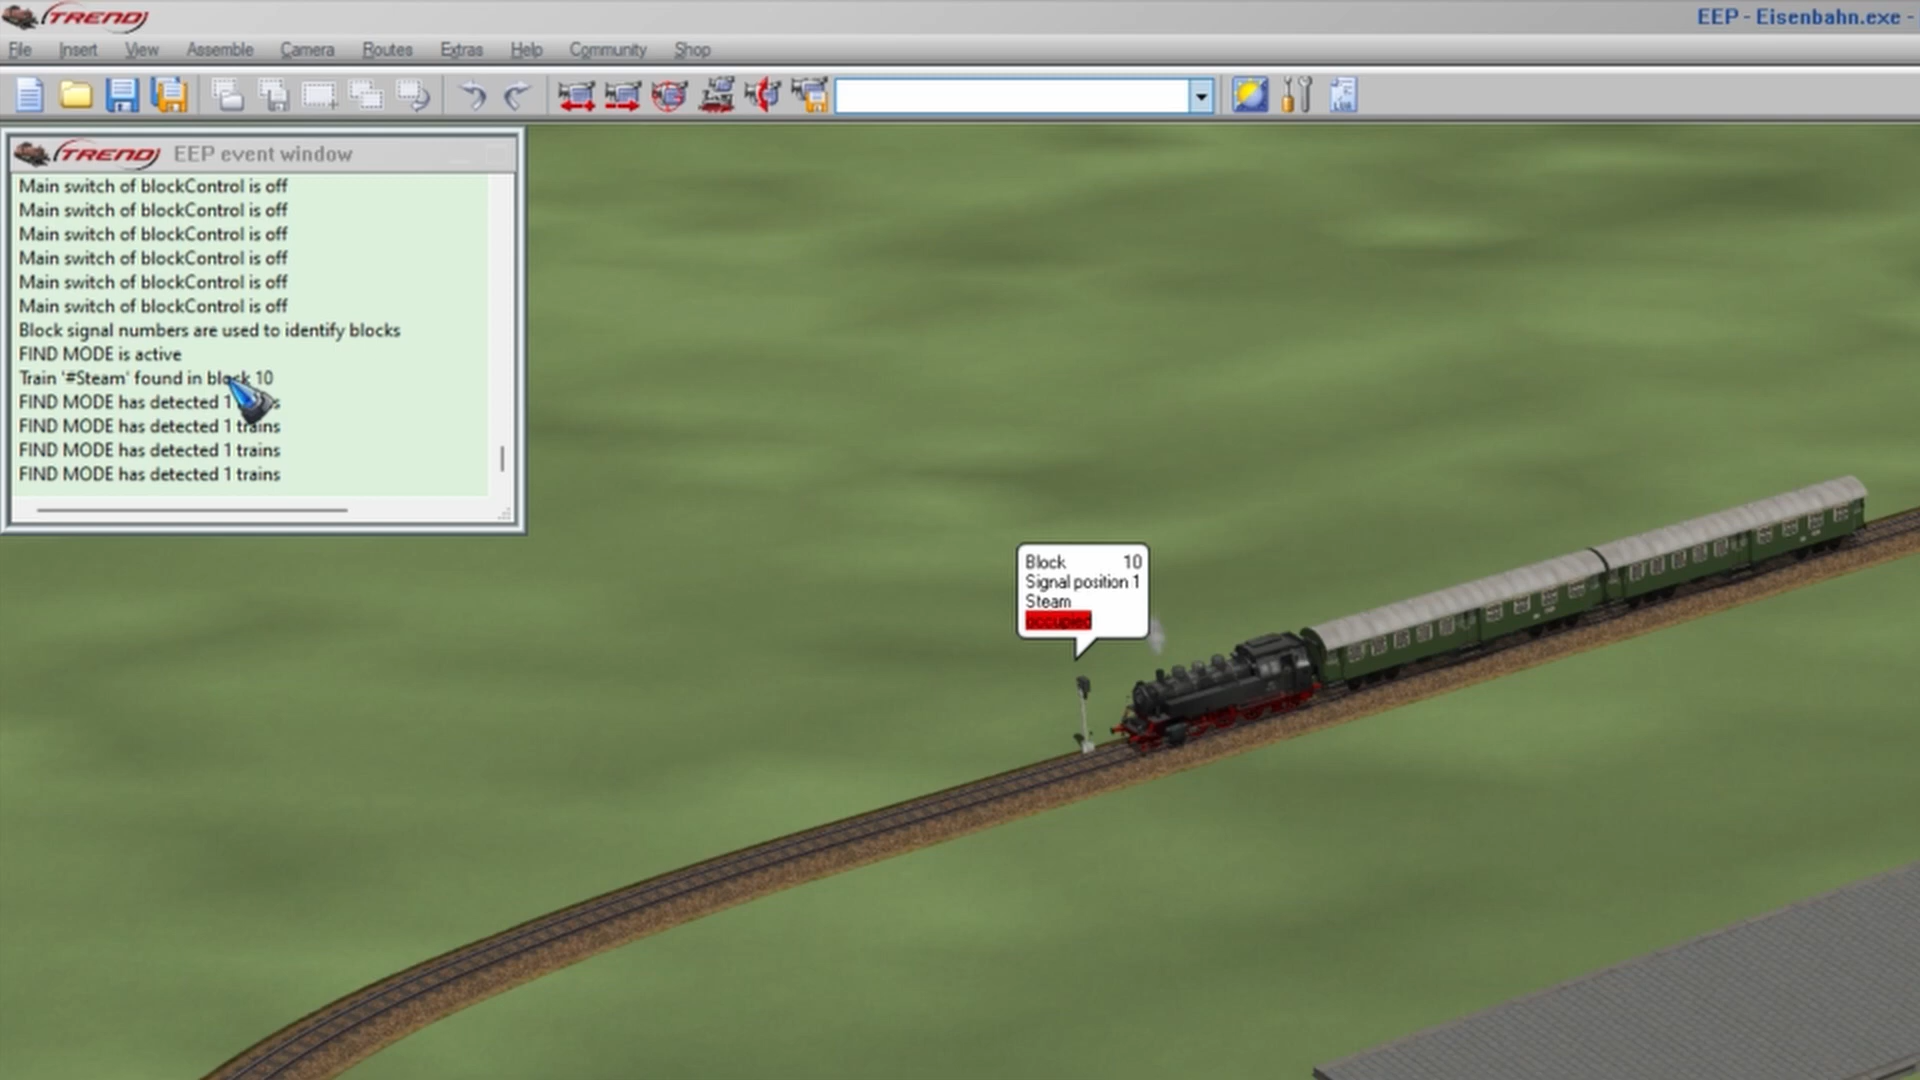 TREND
EEP - Eisenbahn.exe -
File Insert View Assemble Camera Routes Extras Help Community Shop
TREND EEP event window
Main switch of blockControl is off
Main switch of blockControl is off
Main switch of blockControl is off
Main switch of blockControl is off
Main switch of blockControl is off
Main switch of blockControl is off
Block signal numbers are used to identify blocks
FIND MODE is active
Train '#Steam' found in block 10
FIND MODE has detected 1
FIND MODE has detected 1 trains
FIND MODE has detected 1 trains
FIND MODE has detected 1 trains
Block 10
Signal position 1
Steam
occupied